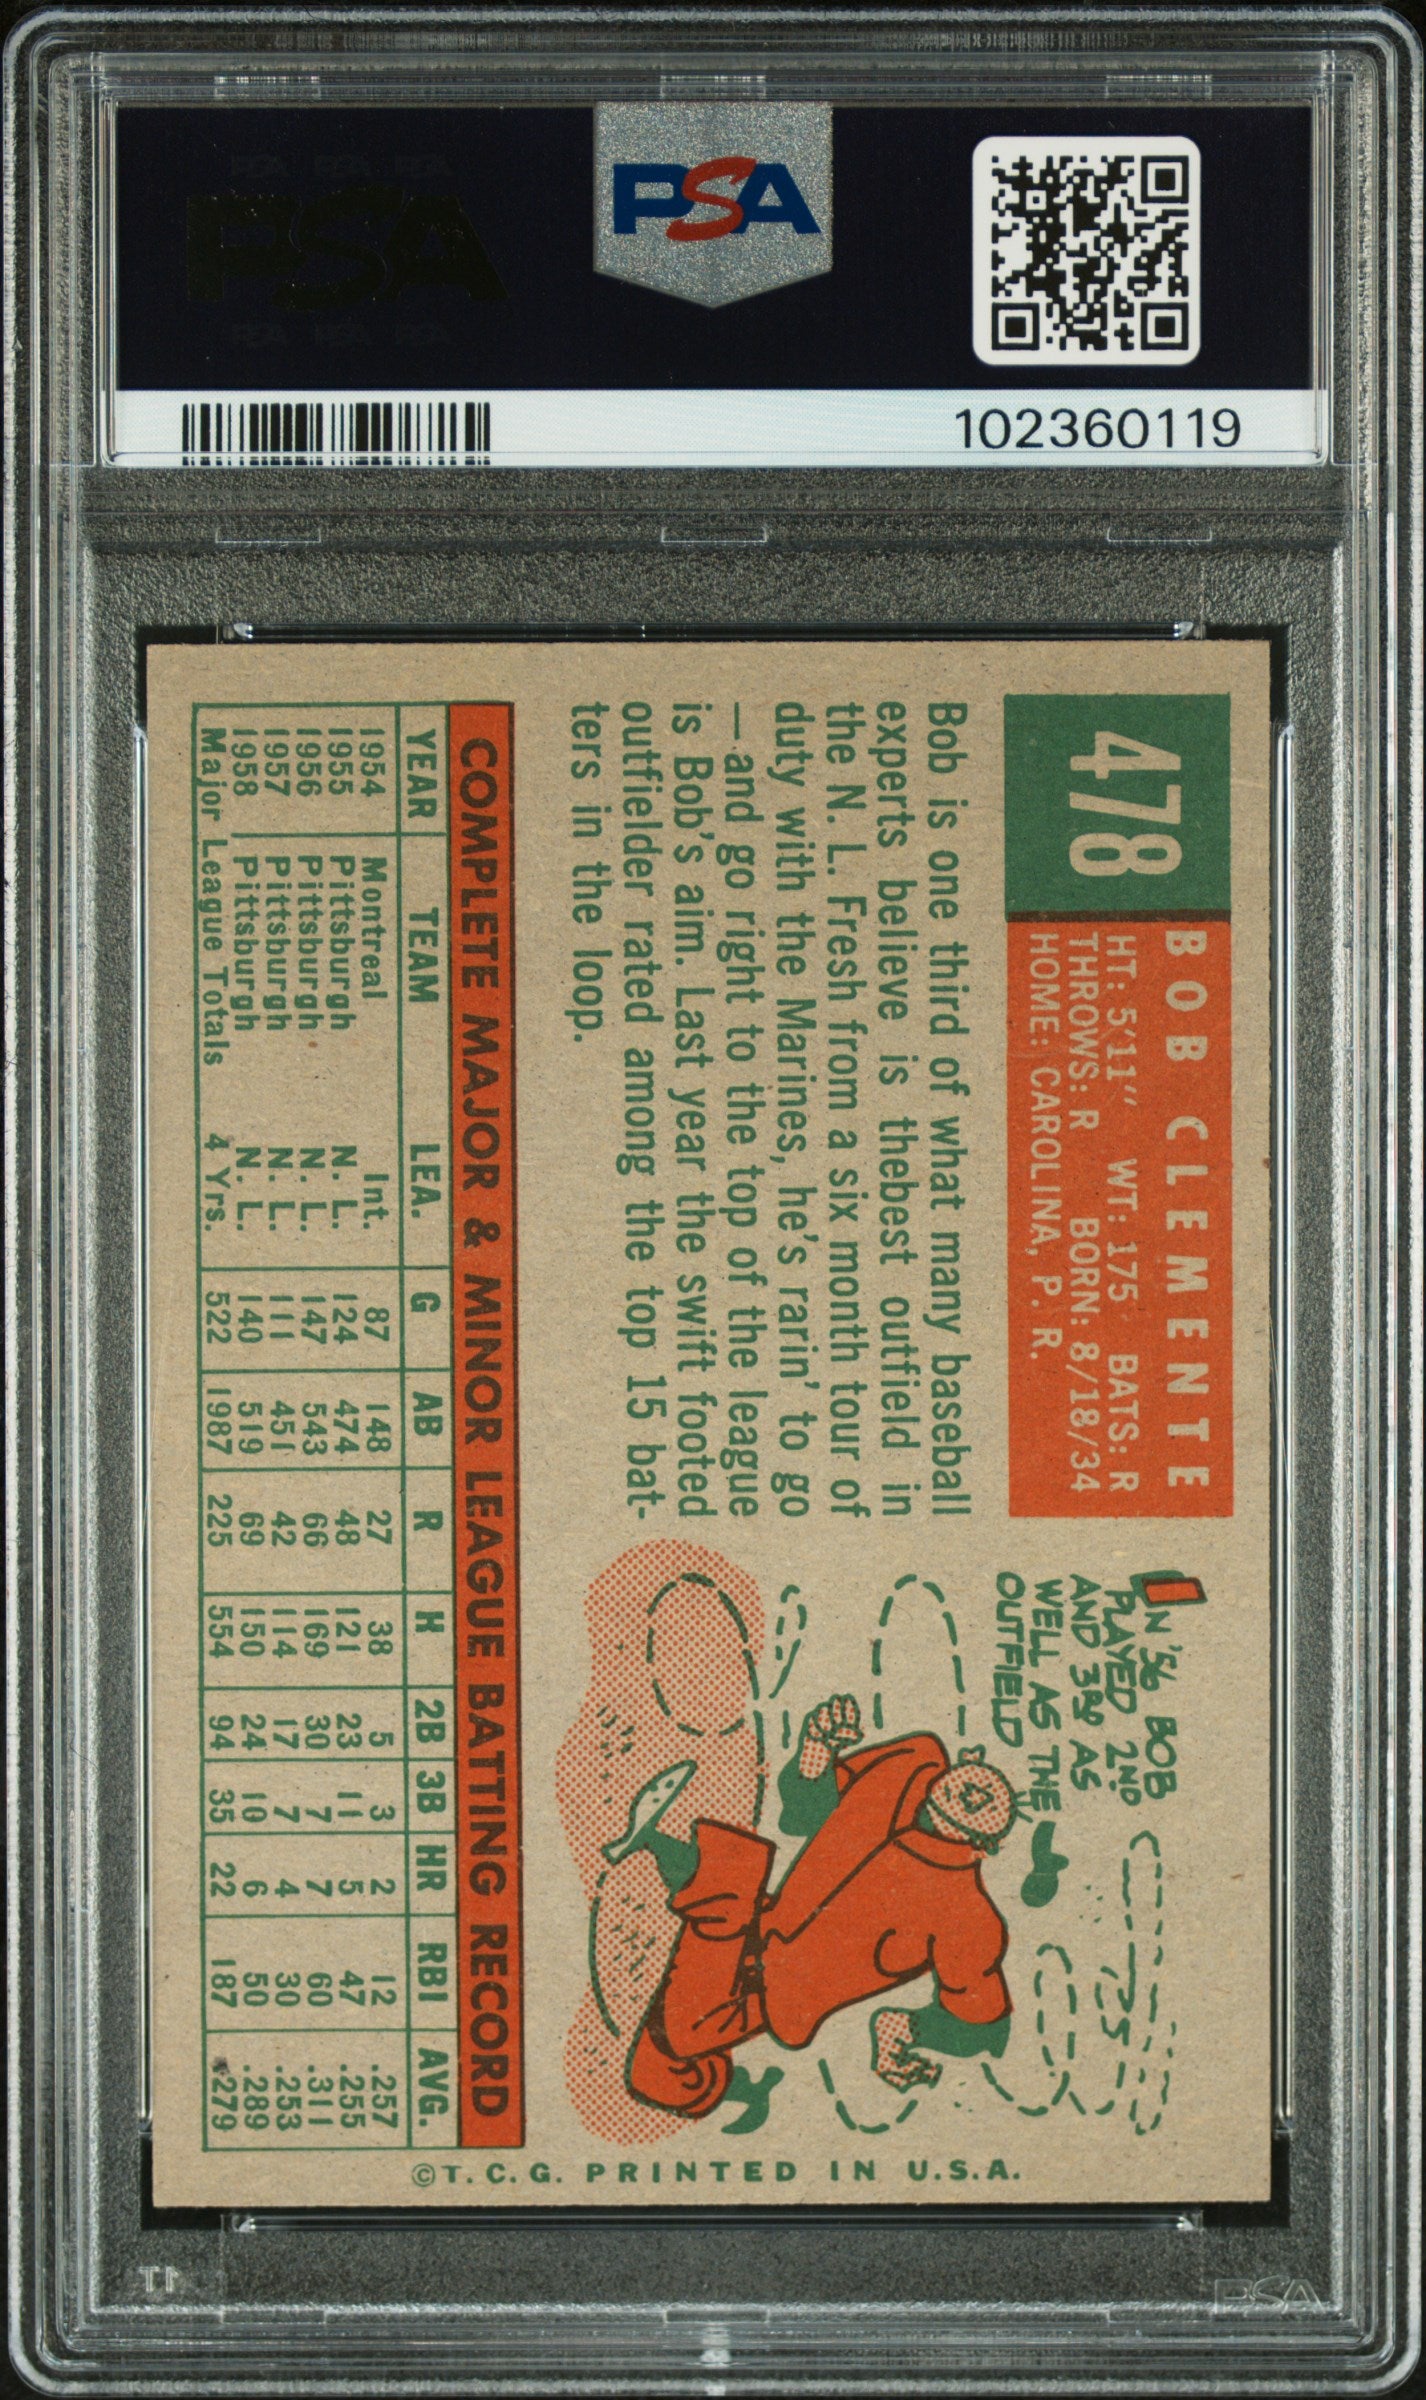 PSA
PSA PSA PSA
PSA
PSA PSA PSA
102360119
478
BOB CLEMENTE
HT: 5'11" WT: 175 BATS: R
THROWS: R BORN: 8/18/34
HOME: CAROLINA, P. R.
Bob is one third of what many baseball
experts believe is thebest outfield in
the N. L. Fresh from a six month tour of
duty with the Marines, he's rarin' to go
—and go right to the top of the league
is Bob's aim. Last year the swift footed
outfielder rated among the top 15 bat-
ters in the loop.
IN '56 BOB
PLAYED 2ND
AND 3RD AS
WELL AS THE
OUTFIELD
COMPLETE MAJOR & MINOR LEAGUE BATTING RECORD
YEAR TEAM LEA. G AB R H 2B 3B HR RBI AVG.
1954 Montreal Int. 87 148 27 38 5 3 2 12 .257
1955 Pittsburgh N. L. 124 474 48 121 23 11 5 47 .255
1956 Pittsburgh N. L. 147 543 66 169 30 7 7 60 .311
1957 Pittsburgh N. L. 111 451 42 114 17 7 4 30 .253
1958 Pittsburgh N. L. 140 519 69 150 24 10 6 50 .289
Major League Totals 4 Yrs. 522 1987 225 554 94 35 22 187 .279
©T. C. G. PRINTED IN U.S.A.
PSA